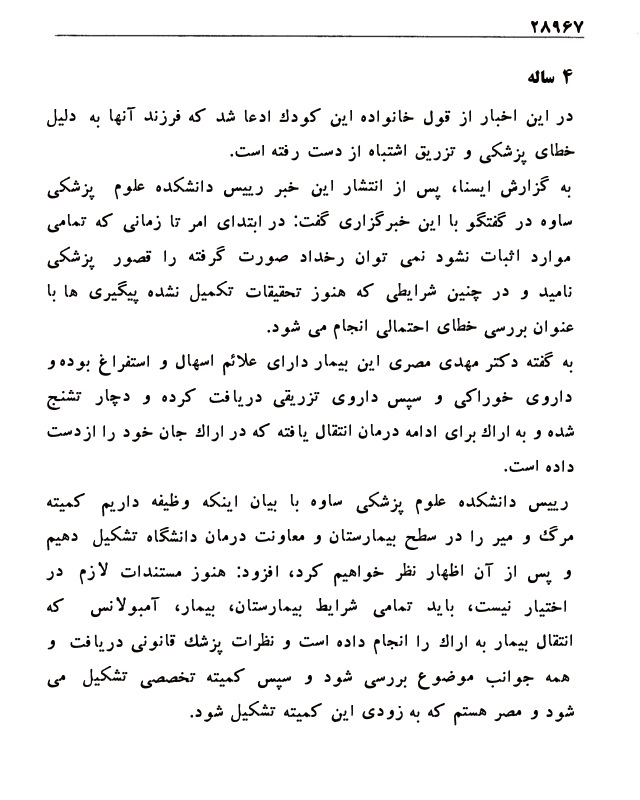 ۲۸۹۶۷
۴ ساله
در این اخبار از قول خانواده این کودك ادعا شد که فرزند آنها به دلیل
خطای پزشکی و تزریق اشتباه از دست رفته است.
به گزارش ایسنا، پس از انتشار این خبر رییس دانشکده علوم پزشکی
ساوه در گفتگو با این خبرگزاری گفت: در ابتدای امر تا زمانی که تمامی
موارد اثبات نشود نمی توان رخداد صورت گرفته را قصور پزشکی
نامید و در چنین شرایطی که هنوز تحقیقات تکمیل نشده پیگیری ها با
عنوان بررسی خطای احتمالی انجام می شود.
به گفته دکتر مهدی مصری این بیمار دارای علائم اسهال و استفراغ بوده و
داروی خوراکی و سپس داروی تزریقی دریافت کرده و دچار تشنج
شده و به اراك برای ادامه درمان انتقال یافته که در اراك جان خود را از دست
داده است.
رییس دانشکده علوم پزشکی ساوه با بیان اینکه وظیفه داریم کمیته
مرگ و میر را در سطح بیمارستان و معاونت درمان دانشگاه تشکیل دهیم
و پس از آن اظهار نظر خواهیم کرد، افزود: هنوز مستندات لازم در
اختیار نیست، باید تمامی شرایط بیمارستان، بیمار، آمبولانس که
انتقال بیمار به اراك را انجام داده است و نظرات پزشك قانونی دریافت و
همه جوانب موضوع بررسی شود و سپس کمیته تخصصی تشکیل می
شود و مصر هستم که به زودی این کمیته تشکیل شود.